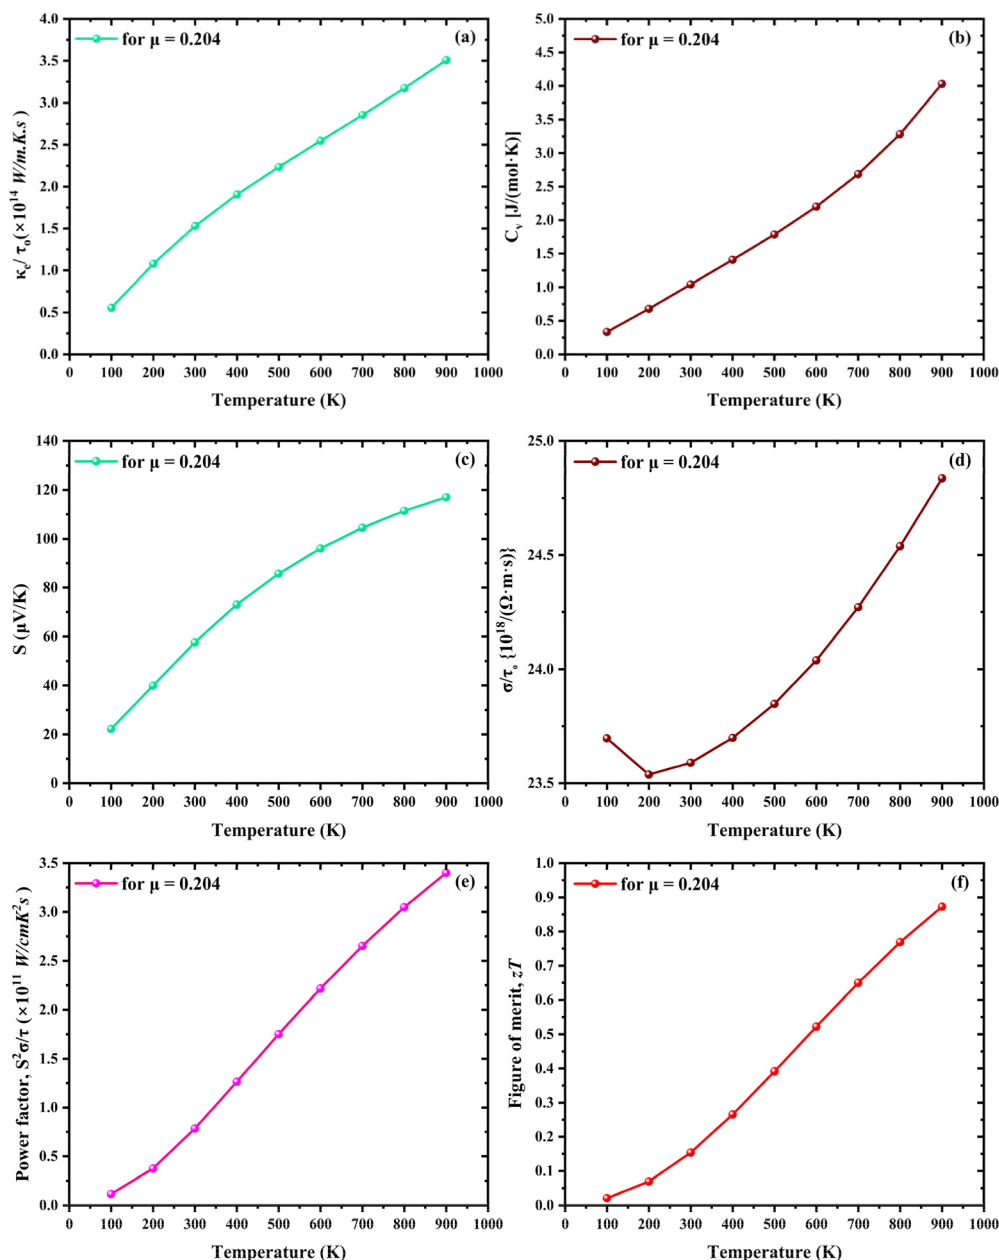 for μ = 0.204
(a)
4.0
3.5
3.0
2.5
2.0
1.5
1.0
0.5
0.0
κe/ τo(×10¹⁴ W/m.K.s )
0 100 200 300 400 500 600 700 800 900 1000
Temperature (K)
for μ = 0.204
(b)
5.0
4.5
4.0
3.5
3.0
2.5
2.0
1.5
1.0
0.5
0.0
Cv [J/(mol·K)]
0 100 200 300 400 500 600 700 800 900 1000
Temperature (K)
for μ = 0.204
(c)
140
120
100
80
60
40
20
0
S (μV/K)
0 100 200 300 400 500 600 700 800 900 1000
Temperature (K)
for μ = 0.204
(d)
25.0
24.5
24.0
23.5
σ/τo {10¹⁸/(Ω·m·s)}
0 100 200 300 400 500 600 700 800 900 1000
Temperature (K)
for μ = 0.204
(e)
3.5
3.0
2.5
2.0
1.5
1.0
0.5
0.0
Power factor, S²σ/τ (×10¹¹ W/cmK²s
0 100 200 300 400 500 600 700 800 900 1000
Temperature (K)
for μ = 0.204
(f)
1.0
0.9
0.8
0.7
0.6
0.5
0.4
0.3
0.2
0.1
0.0
Figure of merit, zT
0 100 200 300 400 500 600 700 800 900 1000
Temperature (K)